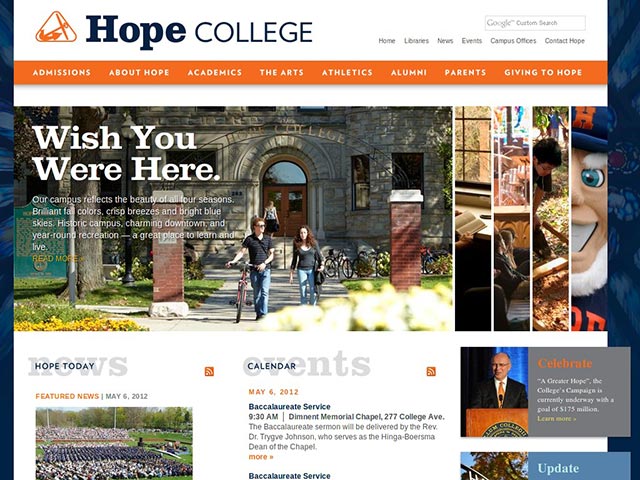 Hope COLLEGE
Google™ Custom Search
Home Libraries News Events Campus Offices Contact Hope
ADMISSIONS ABOUT HOPE ACADEMICS THE ARTS ATHLETICS ALUMNI PARENTS GIVING TO HOPE
Wish You
Were Here.
Our campus reflects the beauty of all four seasons.
Brilliant fall colors, crisp breezes and bright blue
skies. Historic campus, charming downtown, and
year-round recreation — a great place to learn and
live.
READ MORE »
news
HOPE TODAY
FEATURED NEWS | MAY 6, 2012
events
CALENDAR
MAY 6, 2012
Baccalaureate Service
9:30 AM | Dimnent Memorial Chapel, 277 College Ave.
The Baccalaureate sermon will be delivered by the Rev.
Dr. Trygve Johnson, who serves as the Hinga-Boersma
Dean of the Chapel.
more »
Baccalaureate Service
Celebrate
“A Greater Hope”, the
College's Campaign is
currently underway with a
goal of $175 million.
Learn more »
Update